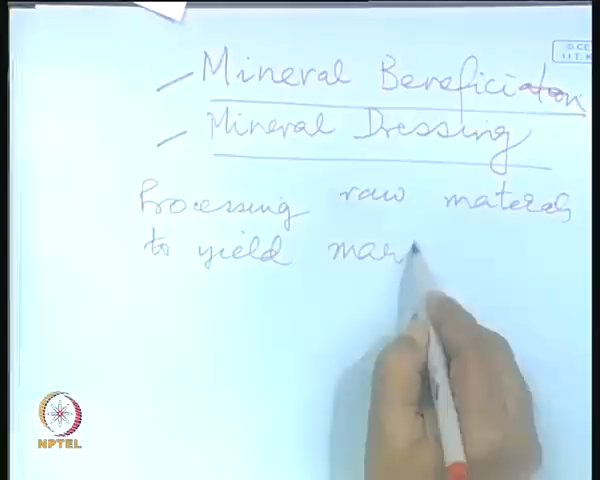 Mineral Beneficiation
Mineral Dressing
Processing raw materials
to yield mar
NPTEL